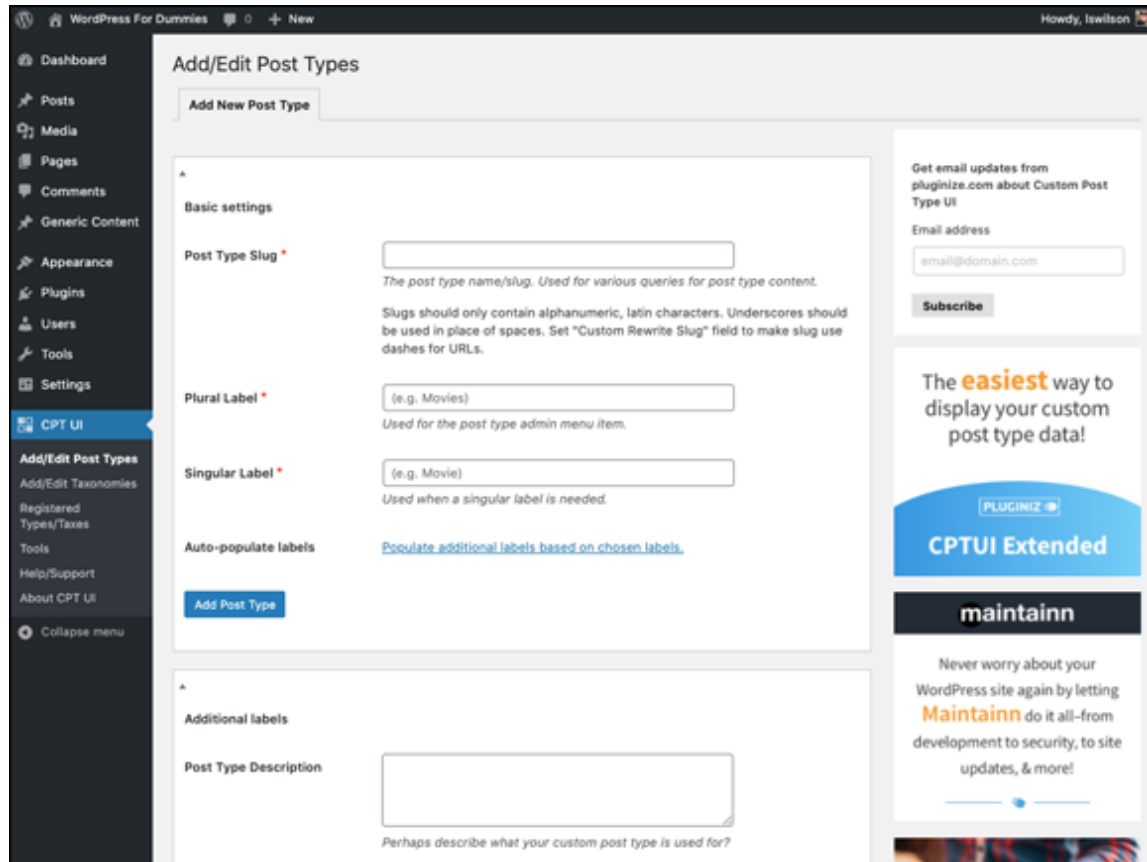 WordPress For Dummies 0 + New Howdy, lswilson
Dashboard
Posts
Media
Pages
Comments
Generic Content
Appearance
Plugins
Users
Tools
Settings
CPT UI
Add/Edit Post Types
Add/Edit Taxonomies
Registered
Types/Taxes
Tools
Help/Support
About CPT UI
Collapse menu
Add/Edit Post Types
Add New Post Type
Basic settings
Post Type Slug *
The post type name/slug. Used for various queries for post type content.
Slugs should only contain alphanumeric, latin characters. Underscores should
be used in place of spaces. Set "Custom Rewrite Slug" field to make slug use
dashes for URLs.
Plural Label *
(e.g. Movies)
Used for the post type admin menu item.
Singular Label *
(e.g. Movie)
Used when a singular label is needed.
Auto-populate labels
Populate additional labels based on chosen labels.
Add Post Type
Additional labels
Post Type Description
Perhaps describe what your custom post type is used for?
Get email updates from
pluginize.com about Custom Post
Type UI
Email address
email@domain.com
Subscribe
The easiest way to
display your custom
post type data!
PLUGINIZ
CPTUI Extended
maintainn
Never worry about your
WordPress site again by letting
Maintainn do it all–from
development to security, to site
updates, & more!